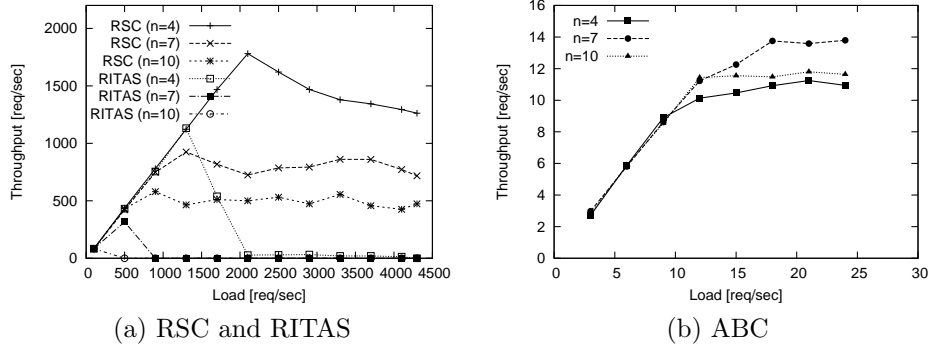 2000
1500
1000
500
0
0 500 1000 1500 2000 2500 3000 3500 4000 4500
Throughput [req/sec]
Load [req/sec]
RSC (n=4)
RSC (n=7)
RSC (n=10)
RITAS (n=4)
RITAS (n=7)
RITAS (n=10)
(a) RSC and RITAS
16
14
12
10
8
6
4
2
0
0 5 10 15 20 25 30
Throughput [req/sec]
Load [req/sec]
n=4
n=7
n=10
(b) ABC